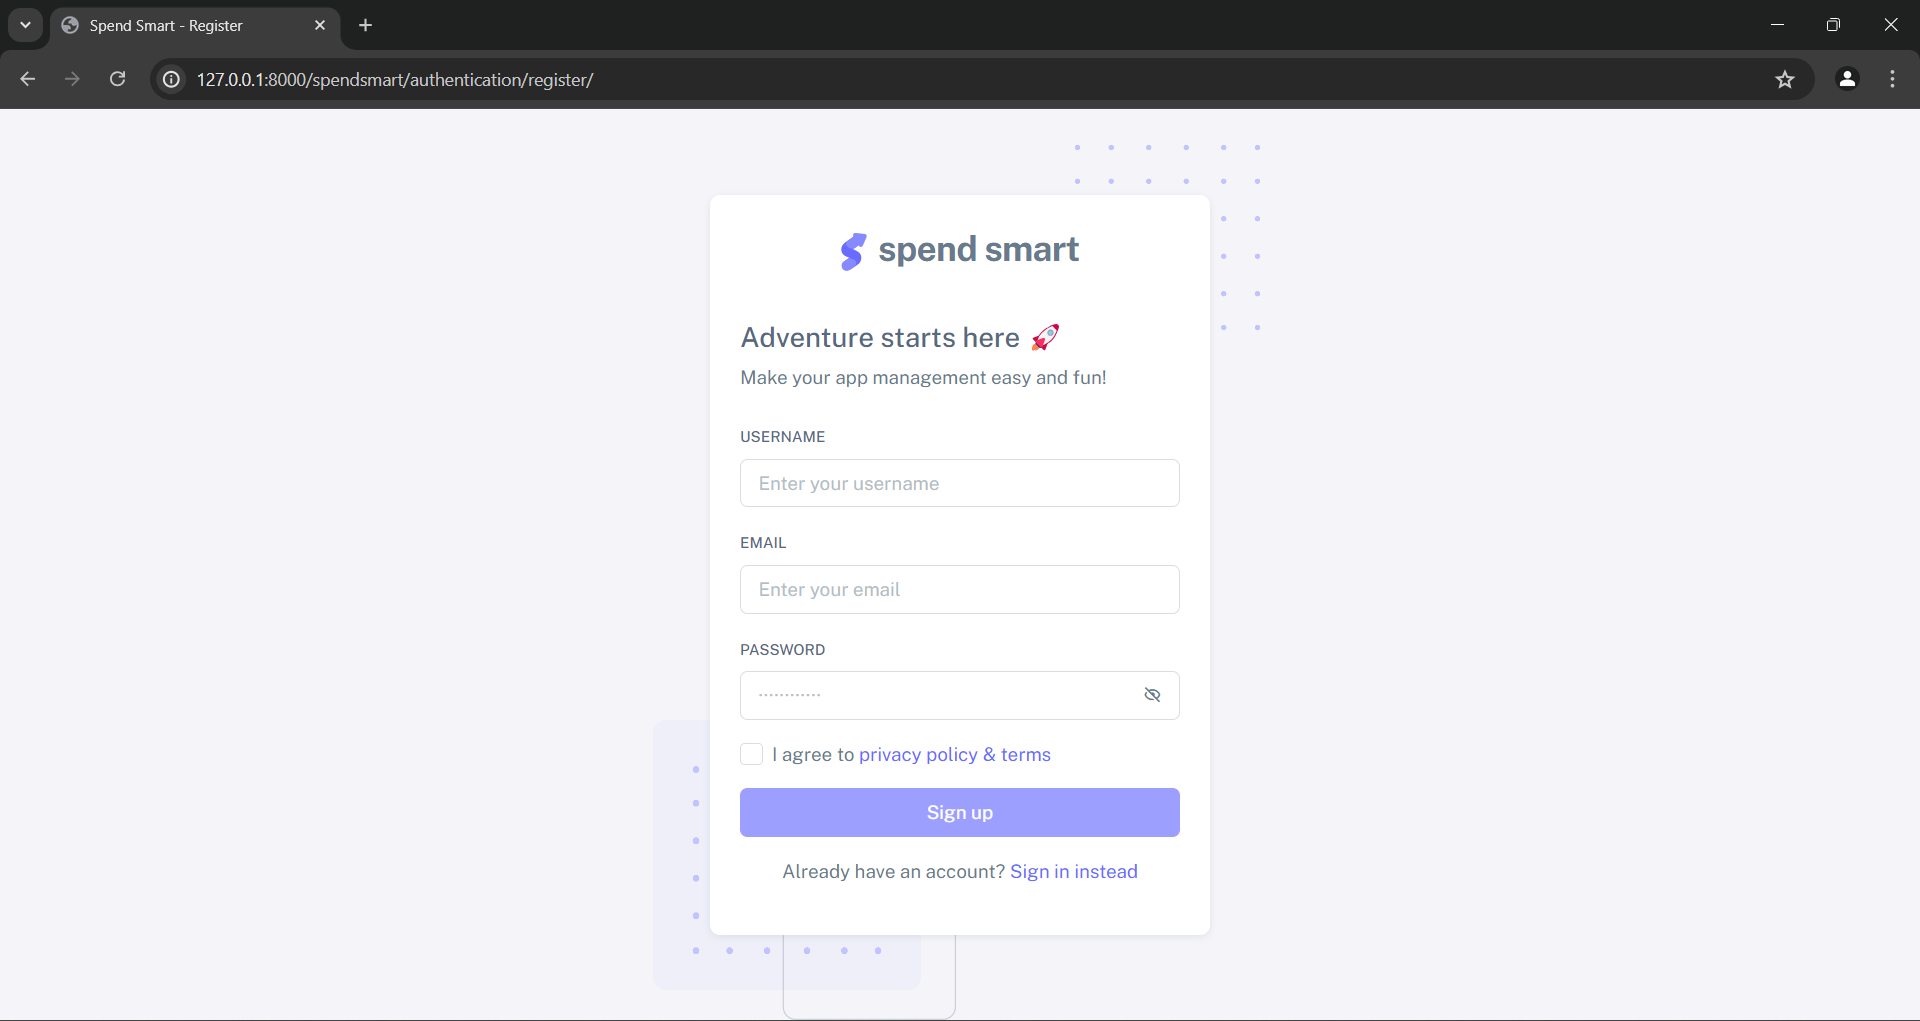 Spend Smart - Register
127.0.0.1:8000/spendsmart/authentication/register/
spend smart
Adventure starts here 🚀
Make your app management easy and fun!
USERNAME
Enter your username
EMAIL
Enter your email
PASSWORD
············
I agree to privacy policy & terms
Sign up
Already have an account? Sign in instead